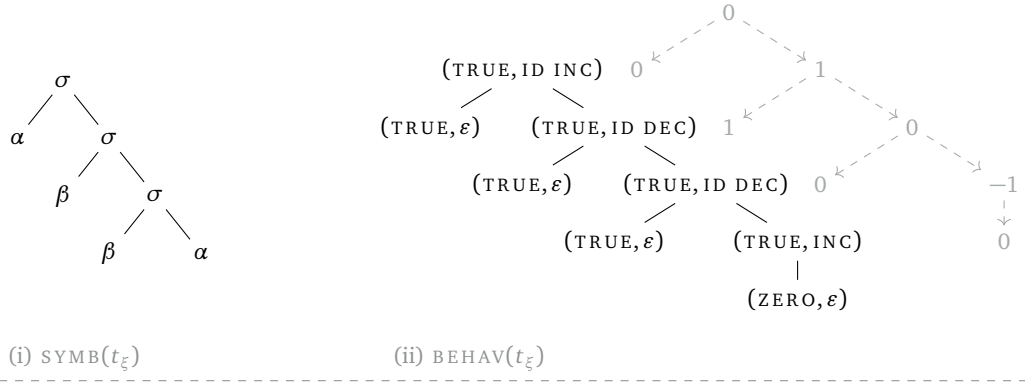 0
(TRUE, ID INC) 0 1
σ
(TRUE, ε) (TRUE, ID DEC) 1 0
α σ
(TRUE, ε) (TRUE, ID DEC) 0 −1
β σ
(TRUE, ε) (TRUE, INC) 0
β α
(ZERO, ε)
(i) SYMB(t_ξ) (ii) BEHAV(t_ξ)